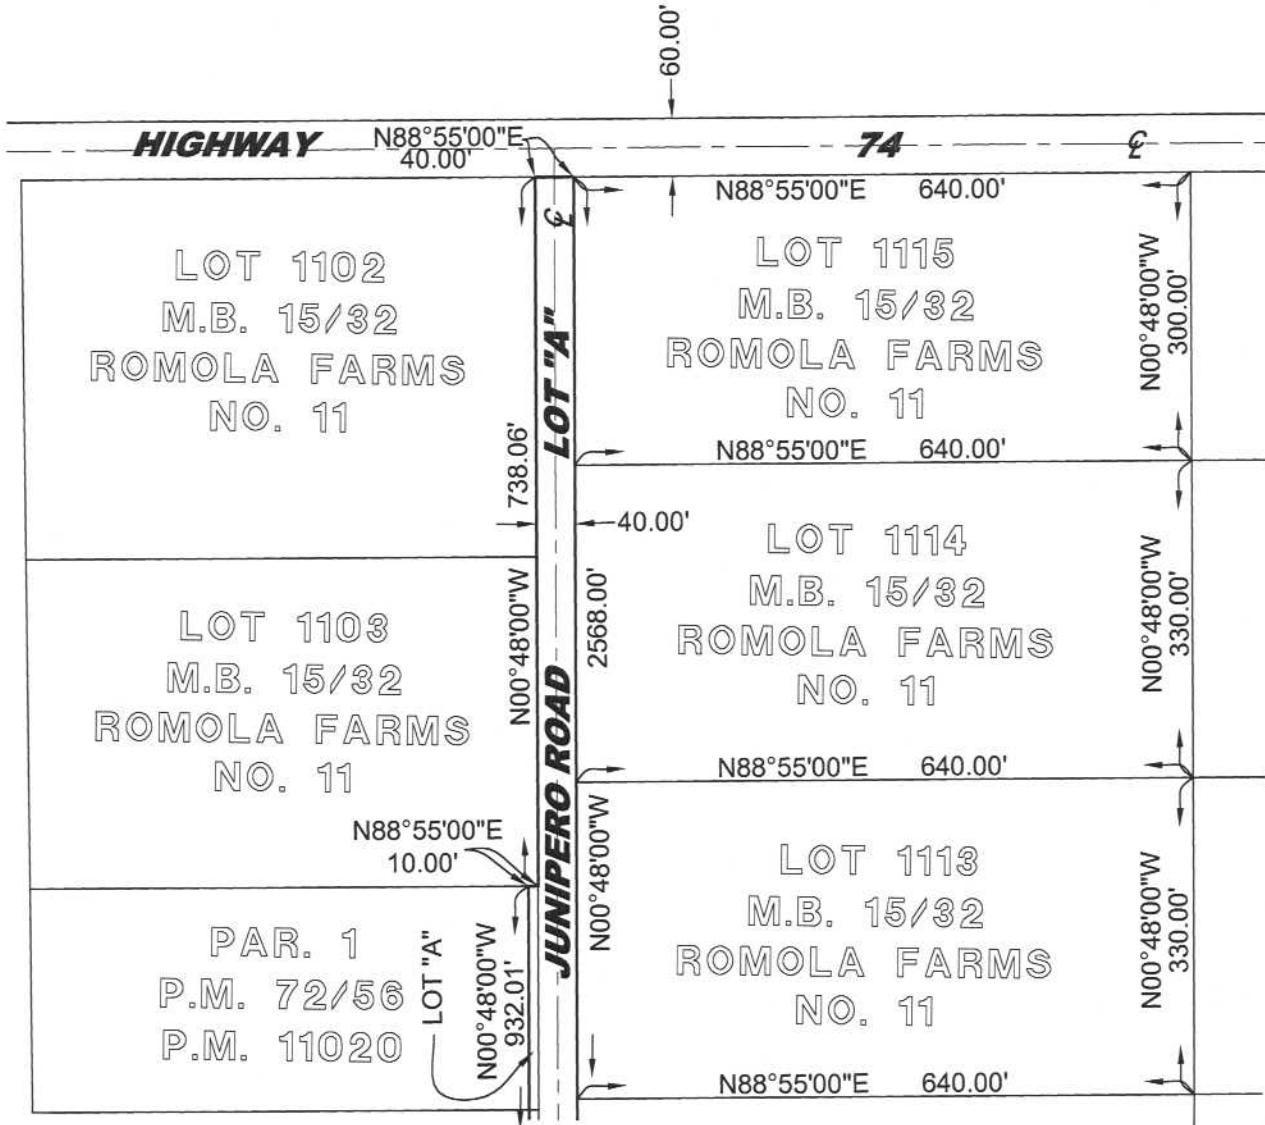 60.00'
HIGHWAY
N88°55'00"E
40.00'
74
℄
N88°55'00"E 640.00'
℄
LOT 1102
M.B. 15/32
ROMOLA FARMS
NO. 11
LOT "A"
LOT 1115
M.B. 15/32
ROMOLA FARMS
NO. 11
N00°48'00"W
300.00'
738.06'
N88°55'00"E 640.00'
40.00'
LOT 1114
M.B. 15/32
ROMOLA FARMS
NO. 11
N00°48'00"W
330.00'
N00°48'00"W
2568.00'
LOT 1103
M.B. 15/32
ROMOLA FARMS
NO. 11
JUNIPERO ROAD
N88°55'00"E 640.00'
N88°55'00"E
10.00'
N00°48'00"W
LOT 1113
M.B. 15/32
ROMOLA FARMS
NO. 11
N00°48'00"W
330.00'
PAR. 1
P.M. 72/56
P.M. 11020
LOT "A"
N00°48'00"W
932.01'
N88°55'00"E 640.00'